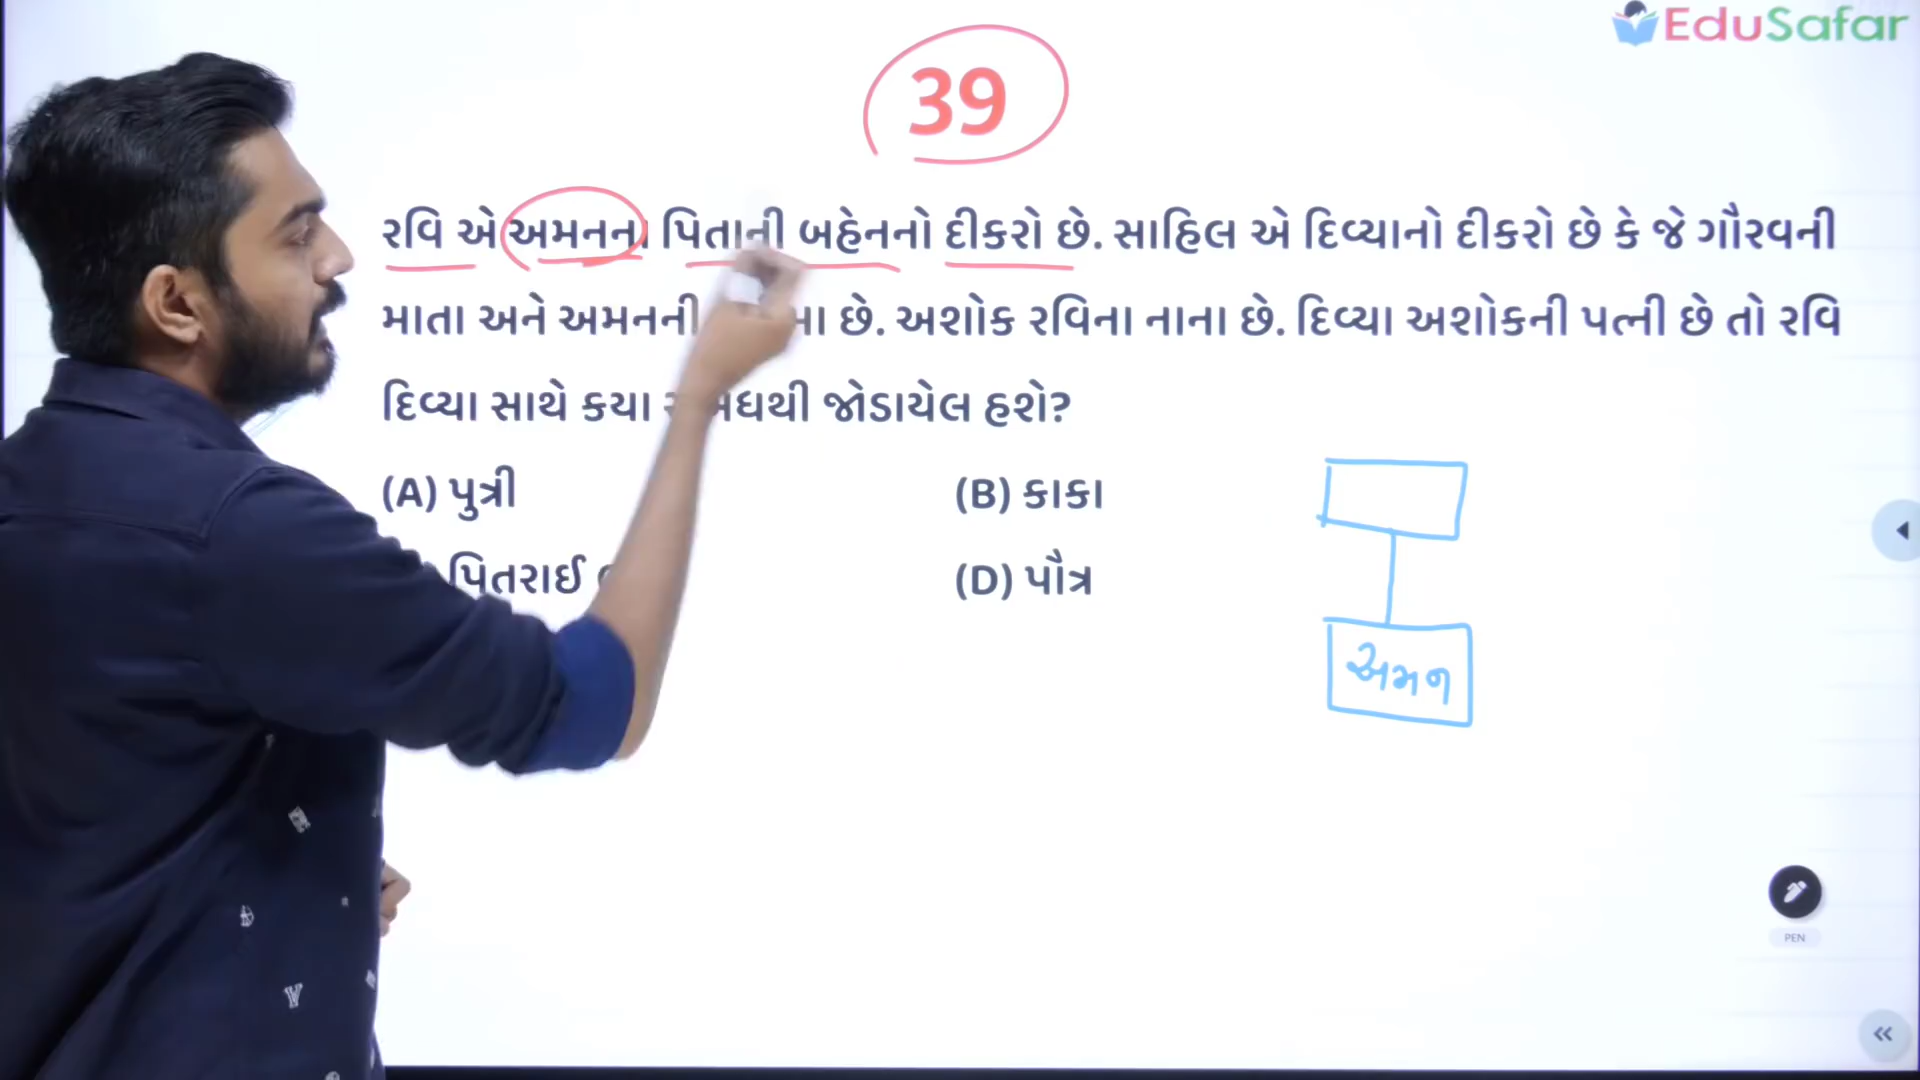 EduSafar
39
રવિ એ અમનના પિતાની બહેનનો દીકરો છે. સાહિલ એ દિવ્યાનો દીકરો છે કે જે ગૌરવની
માતા અને અમનની છે. અશોક રવિના નાના છે. દિવ્યા અશોકની પત્ની છે તો રવિ
દિવ્યા સાથે કયા જોડાયેલ હશે?
(A) પુત્રી (B) કાકા
પિતરાઈ (D) પૌત્ર
અમન
PEN